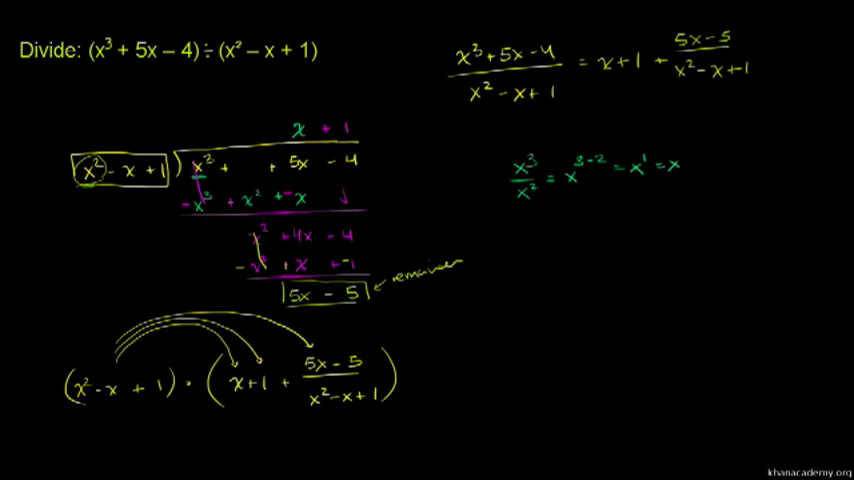 Divide: (x³ + 5x – 4) ÷ (x² – x + 1)
x³+5x-4 / x²-x+1 = x+1 + 5x-5 / x²-x+1
x + 1
x² - x + 1 ) x³ + + 5x - 4
x³/x² = x³⁻² = x¹ = x
-x³ + x² + -x ↓
x² +4x -4
- x² + x + -1
5x - 5 ← remainder
(x²-x + 1) · (x+1 + 5x-5 / x²-x+1)
khanacademy.org